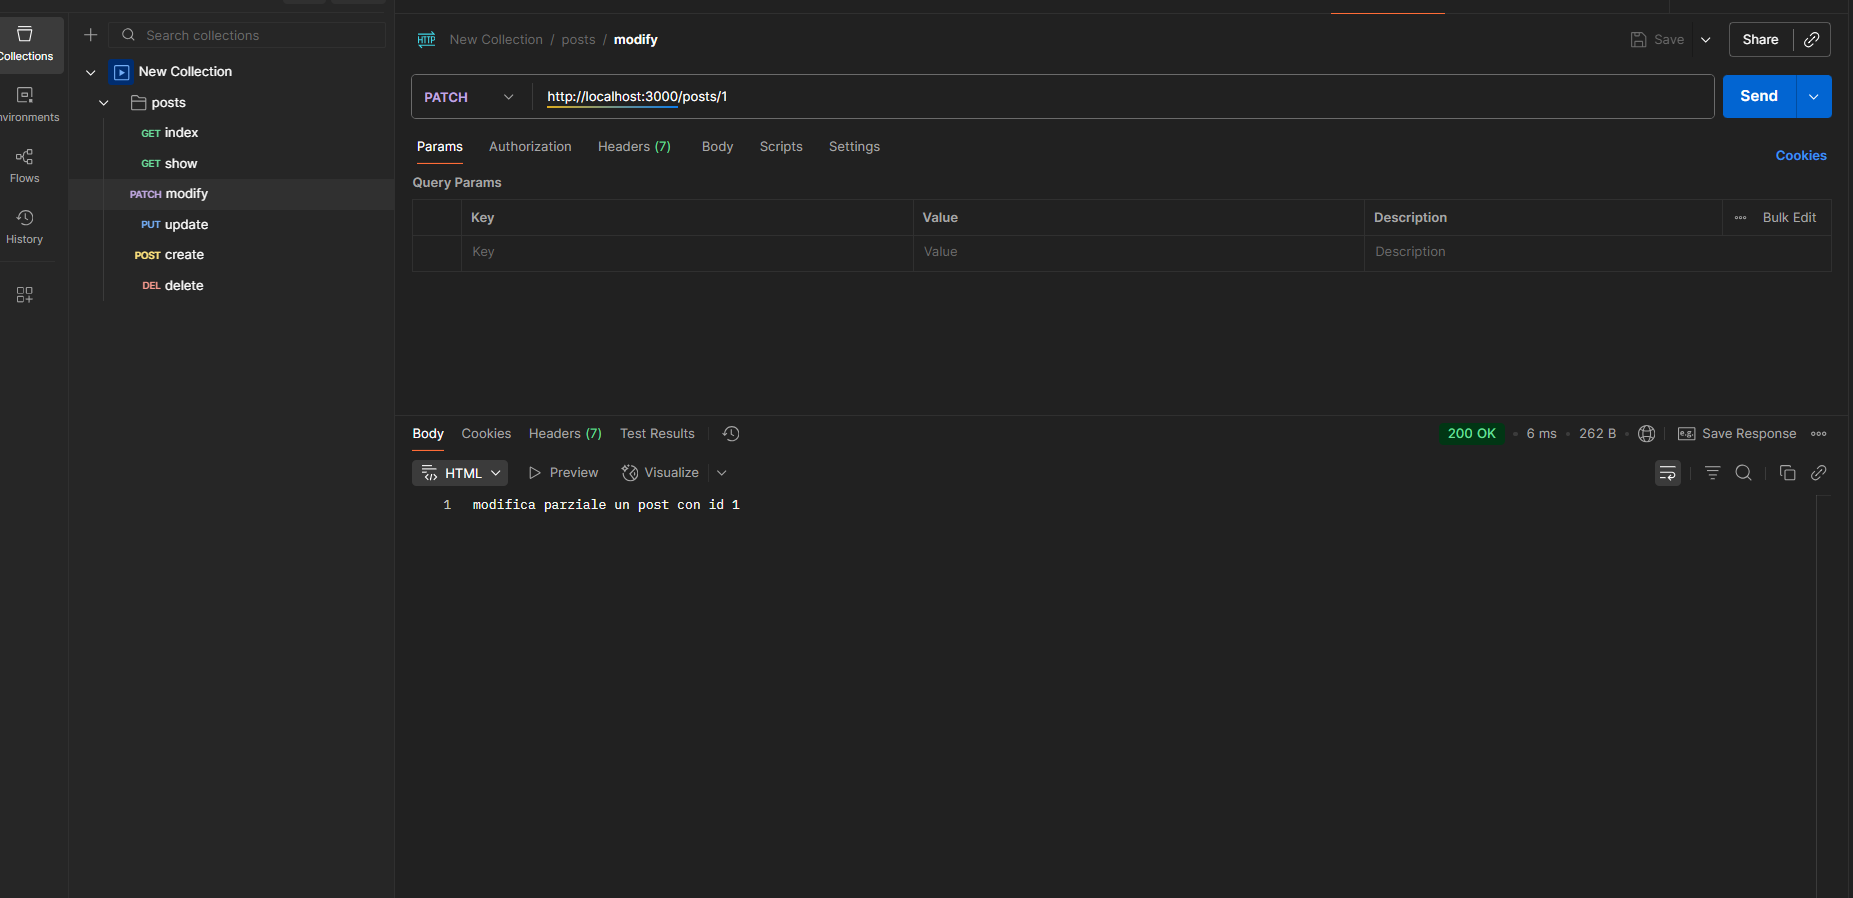 Collections
Search collections
New Collection
posts
GET index
GET show
PATCH modify
PUT update
POST create
DEL delete
nvironments
Flows
History
HTTP New Collection / posts / modify
Save
Share
PATCH http://localhost:3000/posts/1
Send
Params Authorization Headers (7) Body Scripts Settings
Cookies
Query Params
Key Value Description Bulk Edit
Key Value Description
Body Cookies Headers (7) Test Results
200 OK • 6 ms • 262 B • e.g. Save Response
HTML Preview Visualize
1 modifica parziale un post con id 1